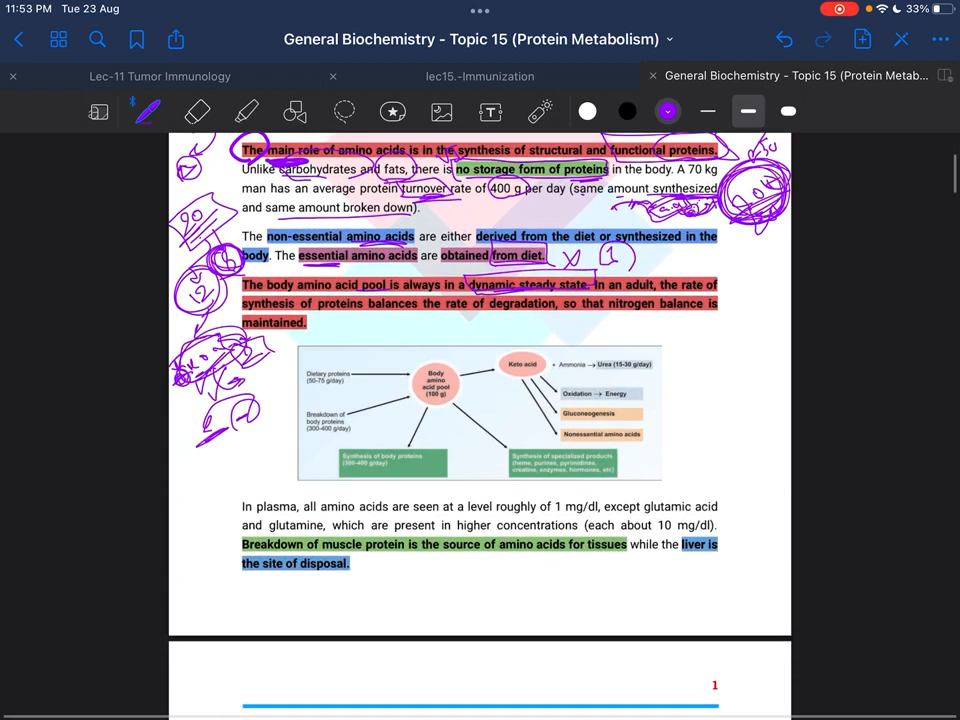 11:53 PM Tue 23 Aug
33%
General Biochemistry - Topic 15 (Protein Metabolism)
Lec-11 Tumor Immunology
lec15.-Immunization
General Biochemistry - Topic 15 (Protein Metab...
The main role of amino acids is in the synthesis of structural and functional proteins.
Unlike carbohydrates and fats, there is no storage form of proteins in the body. A 70 kg
man has an average protein turnover rate of 400 g per day (same amount synthesized
and same amount broken down).
20
The non-essential amino acids are either derived from the diet or synthesized in the
body. The essential amino acids are obtained from diet.
12
The body amino acid pool is always in a dynamic steady state. In an adult, the rate of
synthesis of proteins balances the rate of degradation, so that nitrogen balance is
maintained.
Dietary proteins
(50-75 g/day)
Body
amino
acid pool
(100 g)
Keto acid
+ Ammonia → Urea (15-30 g/day)
Oxidation → Energy
Gluconeogenesis
Nonessential amino acids
Breakdown of
body proteins
(300-400 g/day)
Synthesis of body proteins
(300-400 g/day)
Synthesis of specialized products
(heme, purines, pyrimidines,
creatine, enzymes, hormones, etc)
In plasma, all amino acids are seen at a level roughly of 1 mg/dl, except glutamic acid
and glutamine, which are present in higher concentrations (each about 10 mg/dl).
Breakdown of muscle protein is the source of amino acids for tissues while the liver is
the site of disposal.
1